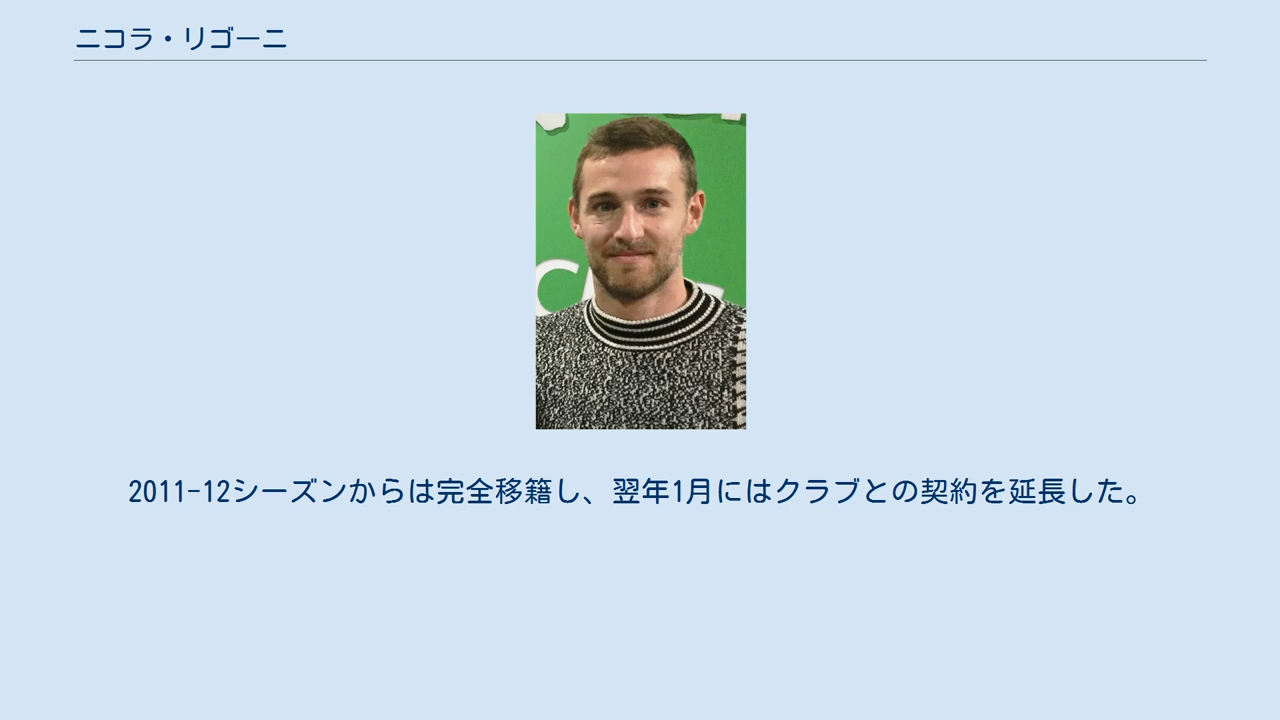 ニコラ・リゴーニ
2011-12シーズンからは完全移籍し、翌年1月にはクラブとの契約を延長した。